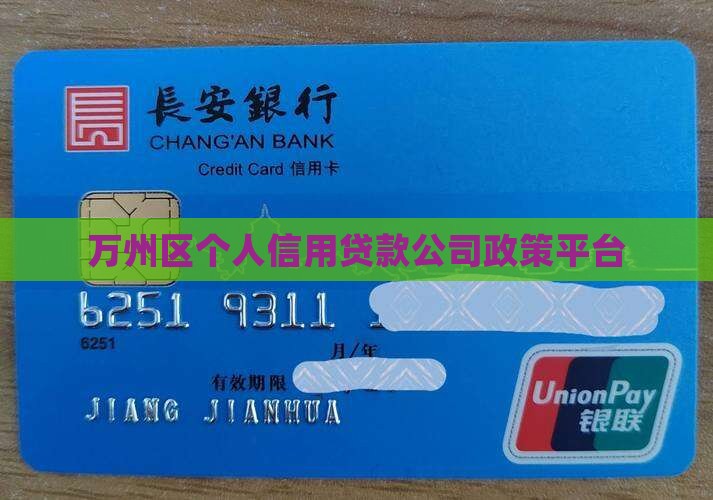 長安銀行
CHANG'AN BANK
Credit Card 信用卡
万州区个人信用贷款公司政策平台
6251 9311 1
6251
月/年
有效期限
JIANG JIANHUA
UnionPay
银联